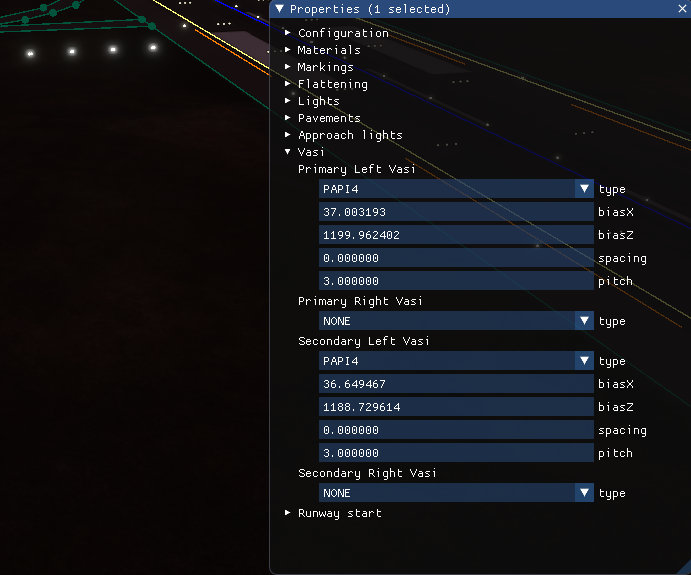 Properties (1 selected)
Configuration
Materials
Markings
Flattening
Lights
Pavements
Approach lights
Vasi
Primary Left Vasi
PAPI4 type
37.003193 biasX
1199.962402 biasZ
0.000000 spacing
3.000000 pitch
Primary Right Vasi
NONE type
Secondary Left Vasi
PAPI4 type
36.649467 biasX
1188.729614 biasZ
0.000000 spacing
3.000000 pitch
Secondary Right Vasi
NONE type
Runway start